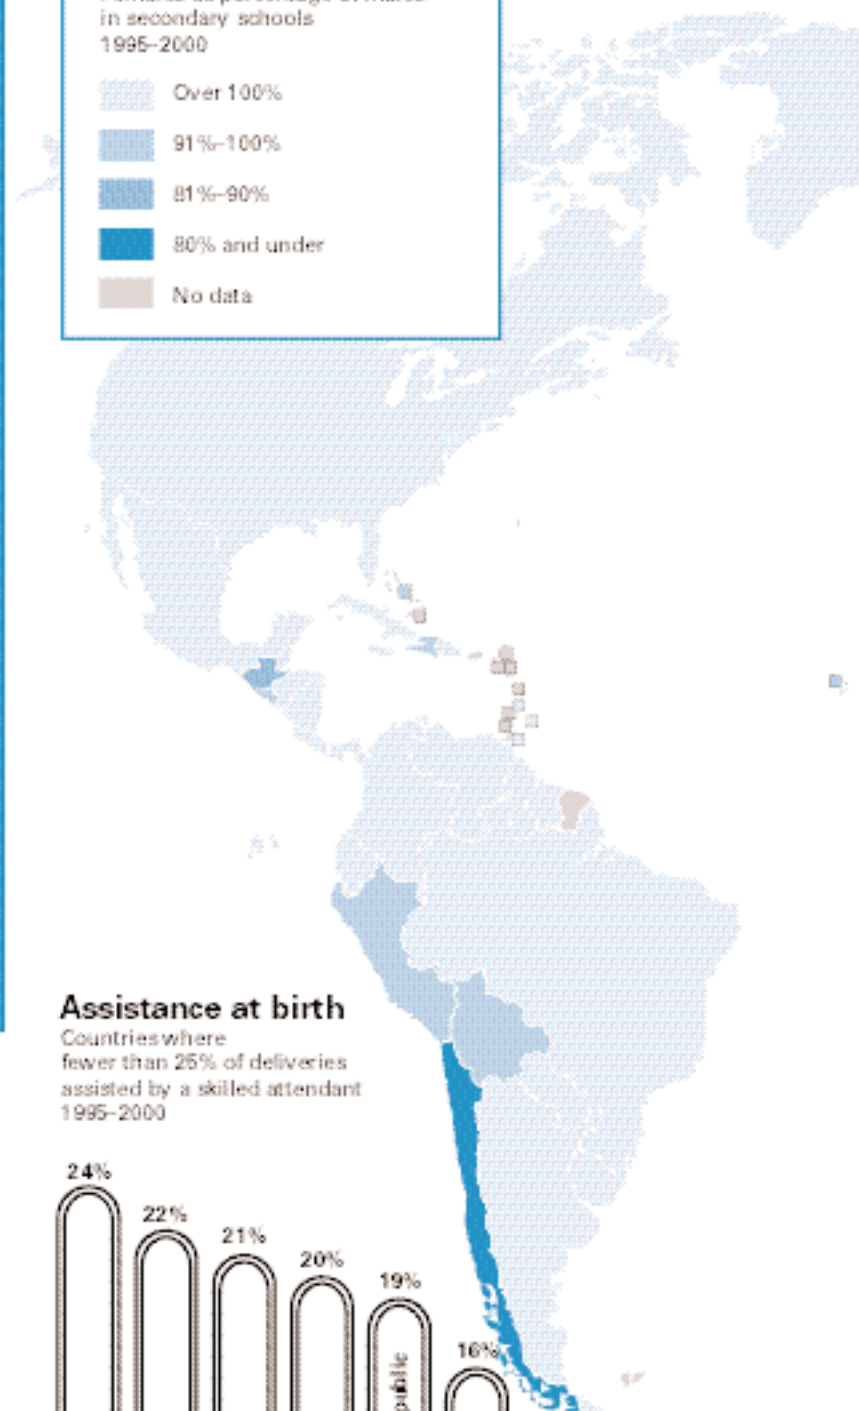 in secondary schools
1995–2000
Over 100%
91%–100%
81%–90%
80% and under
No data
Assistance at birth
Countries where
fewer than 25% of deliveries
assisted by a skilled attendant
1995–2000
24%
22%
21%
20%
19%
16%
public